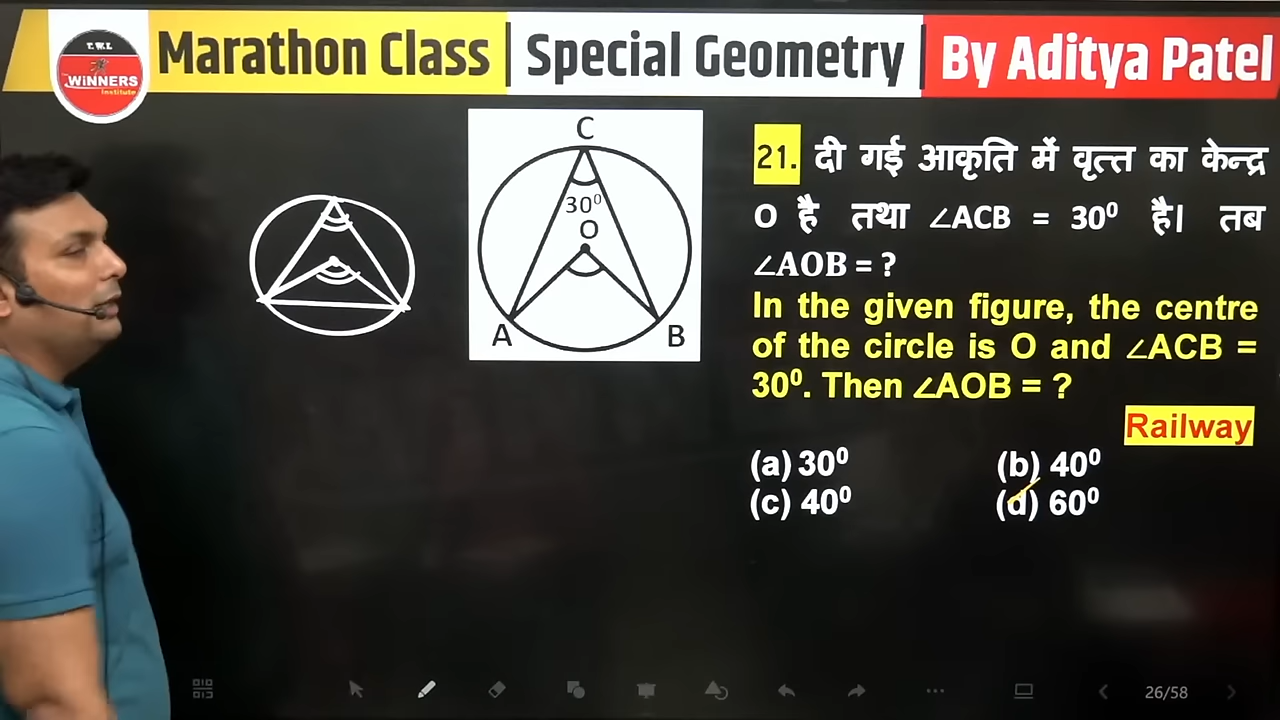 T.W.I.
The WINNERS
Institute
Marathon Class | Special Geometry | By Aditya Patel
C
30⁰
O
A B
21. दी गई आकृति में वृत्त का केन्द्र
O है तथा ∠ACB = 30⁰ है। तब
∠AOB = ?
In the given figure, the centre
of the circle is O and ∠ACB =
30⁰. Then ∠AOB = ?
Railway
(a) 30⁰ (b) 40⁰
(c) 40⁰ (d) 60⁰
26/58